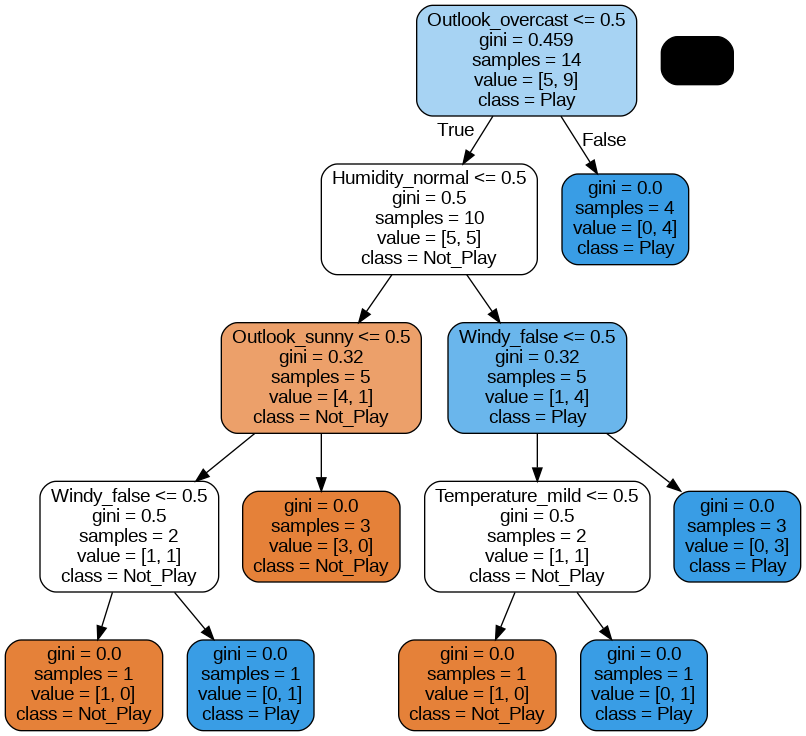 Outlook_overcast <= 0.5
gini = 0.459
samples = 14
value = [5, 9]
class = Play
True
False
Humidity_normal <= 0.5
gini = 0.5
samples = 10
value = [5, 5]
class = Not_Play
gini = 0.0
samples = 4
value = [0, 4]
class = Play
Outlook_sunny <= 0.5
gini = 0.32
samples = 5
value = [4, 1]
class = Not_Play
Windy_false <= 0.5
gini = 0.32
samples = 5
value = [1, 4]
class = Play
Windy_false <= 0.5
gini = 0.5
samples = 2
value = [1, 1]
class = Not_Play
gini = 0.0
samples = 3
value = [3, 0]
class = Not_Play
Temperature_mild <= 0.5
gini = 0.5
samples = 2
value = [1, 1]
class = Not_Play
gini = 0.0
samples = 3
value = [0, 3]
class = Play
gini = 0.0
samples = 1
value = [1, 0]
class = Not_Play
gini = 0.0
samples = 1
value = [0, 1]
class = Play
gini = 0.0
samples = 1
value = [1, 0]
class = Not_Play
gini = 0.0
samples = 1
value = [0, 1]
class = Play